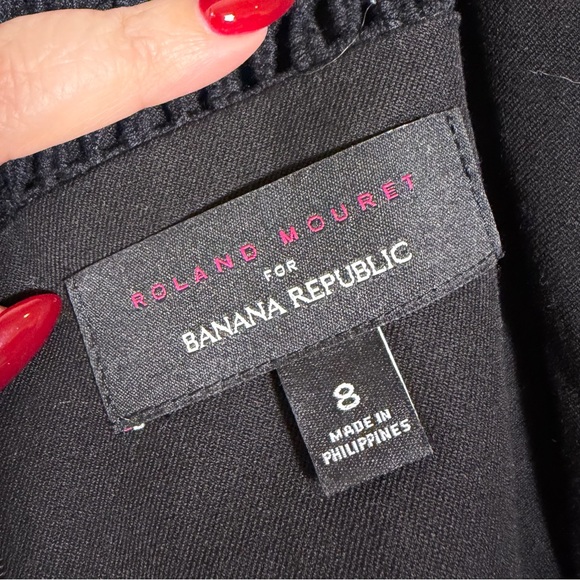 ROLAND MOURET
FOR
BANANA REPUBLIC
8
MADE IN
PHILIPPINES